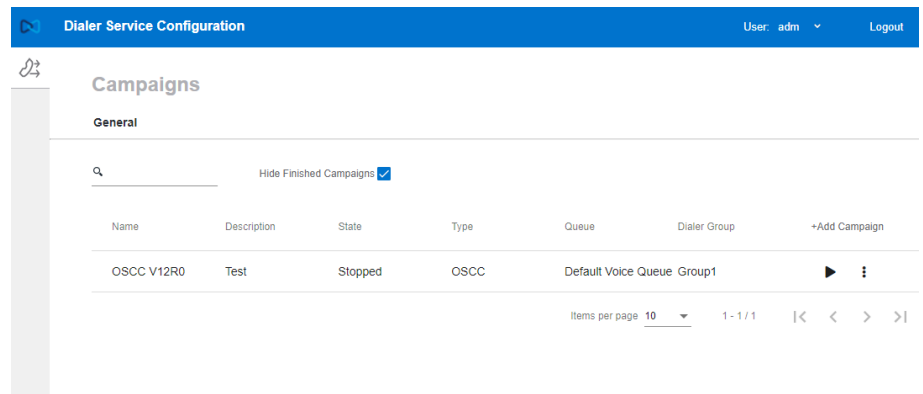 Dialer Service Configuration User: adm Logout
Campaigns
General
Hide Finished Campaigns
Name Description State Type Queue Dialer Group +Add Campaign
OSCC V12R0 Test Stopped OSCC Default Voice Queue Group1
Items per page 10 1 - 1 / 1